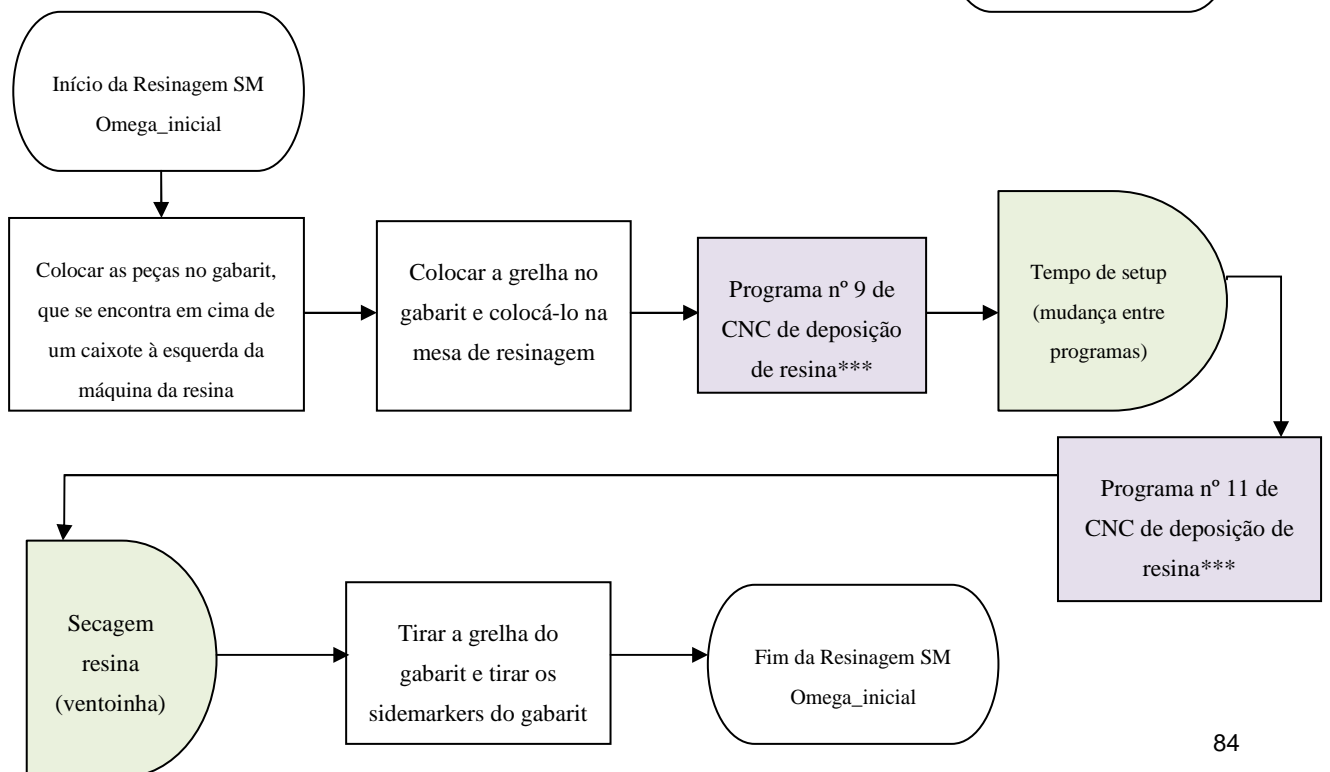 Início da Resinagem SM
Omega_inicial
Colocar as peças no gabarit,
que se encontra em cima de
um caixote à esquerda da
máquina da resina
Colocar a grelha no
gabarit e colocá-lo na
mesa de resinagem
Programa nº 9 de
CNC de deposição
de resina***
Tempo de setup
(mudança entre
programas)
Programa nº 11 de
CNC de deposição de
resina***
Secagem
resina
(ventoinha)
Tirar a grelha do
gabarit e tirar os
sidemarkers do gabarit
Fim da Resinagem SM
Omega_inicial
84